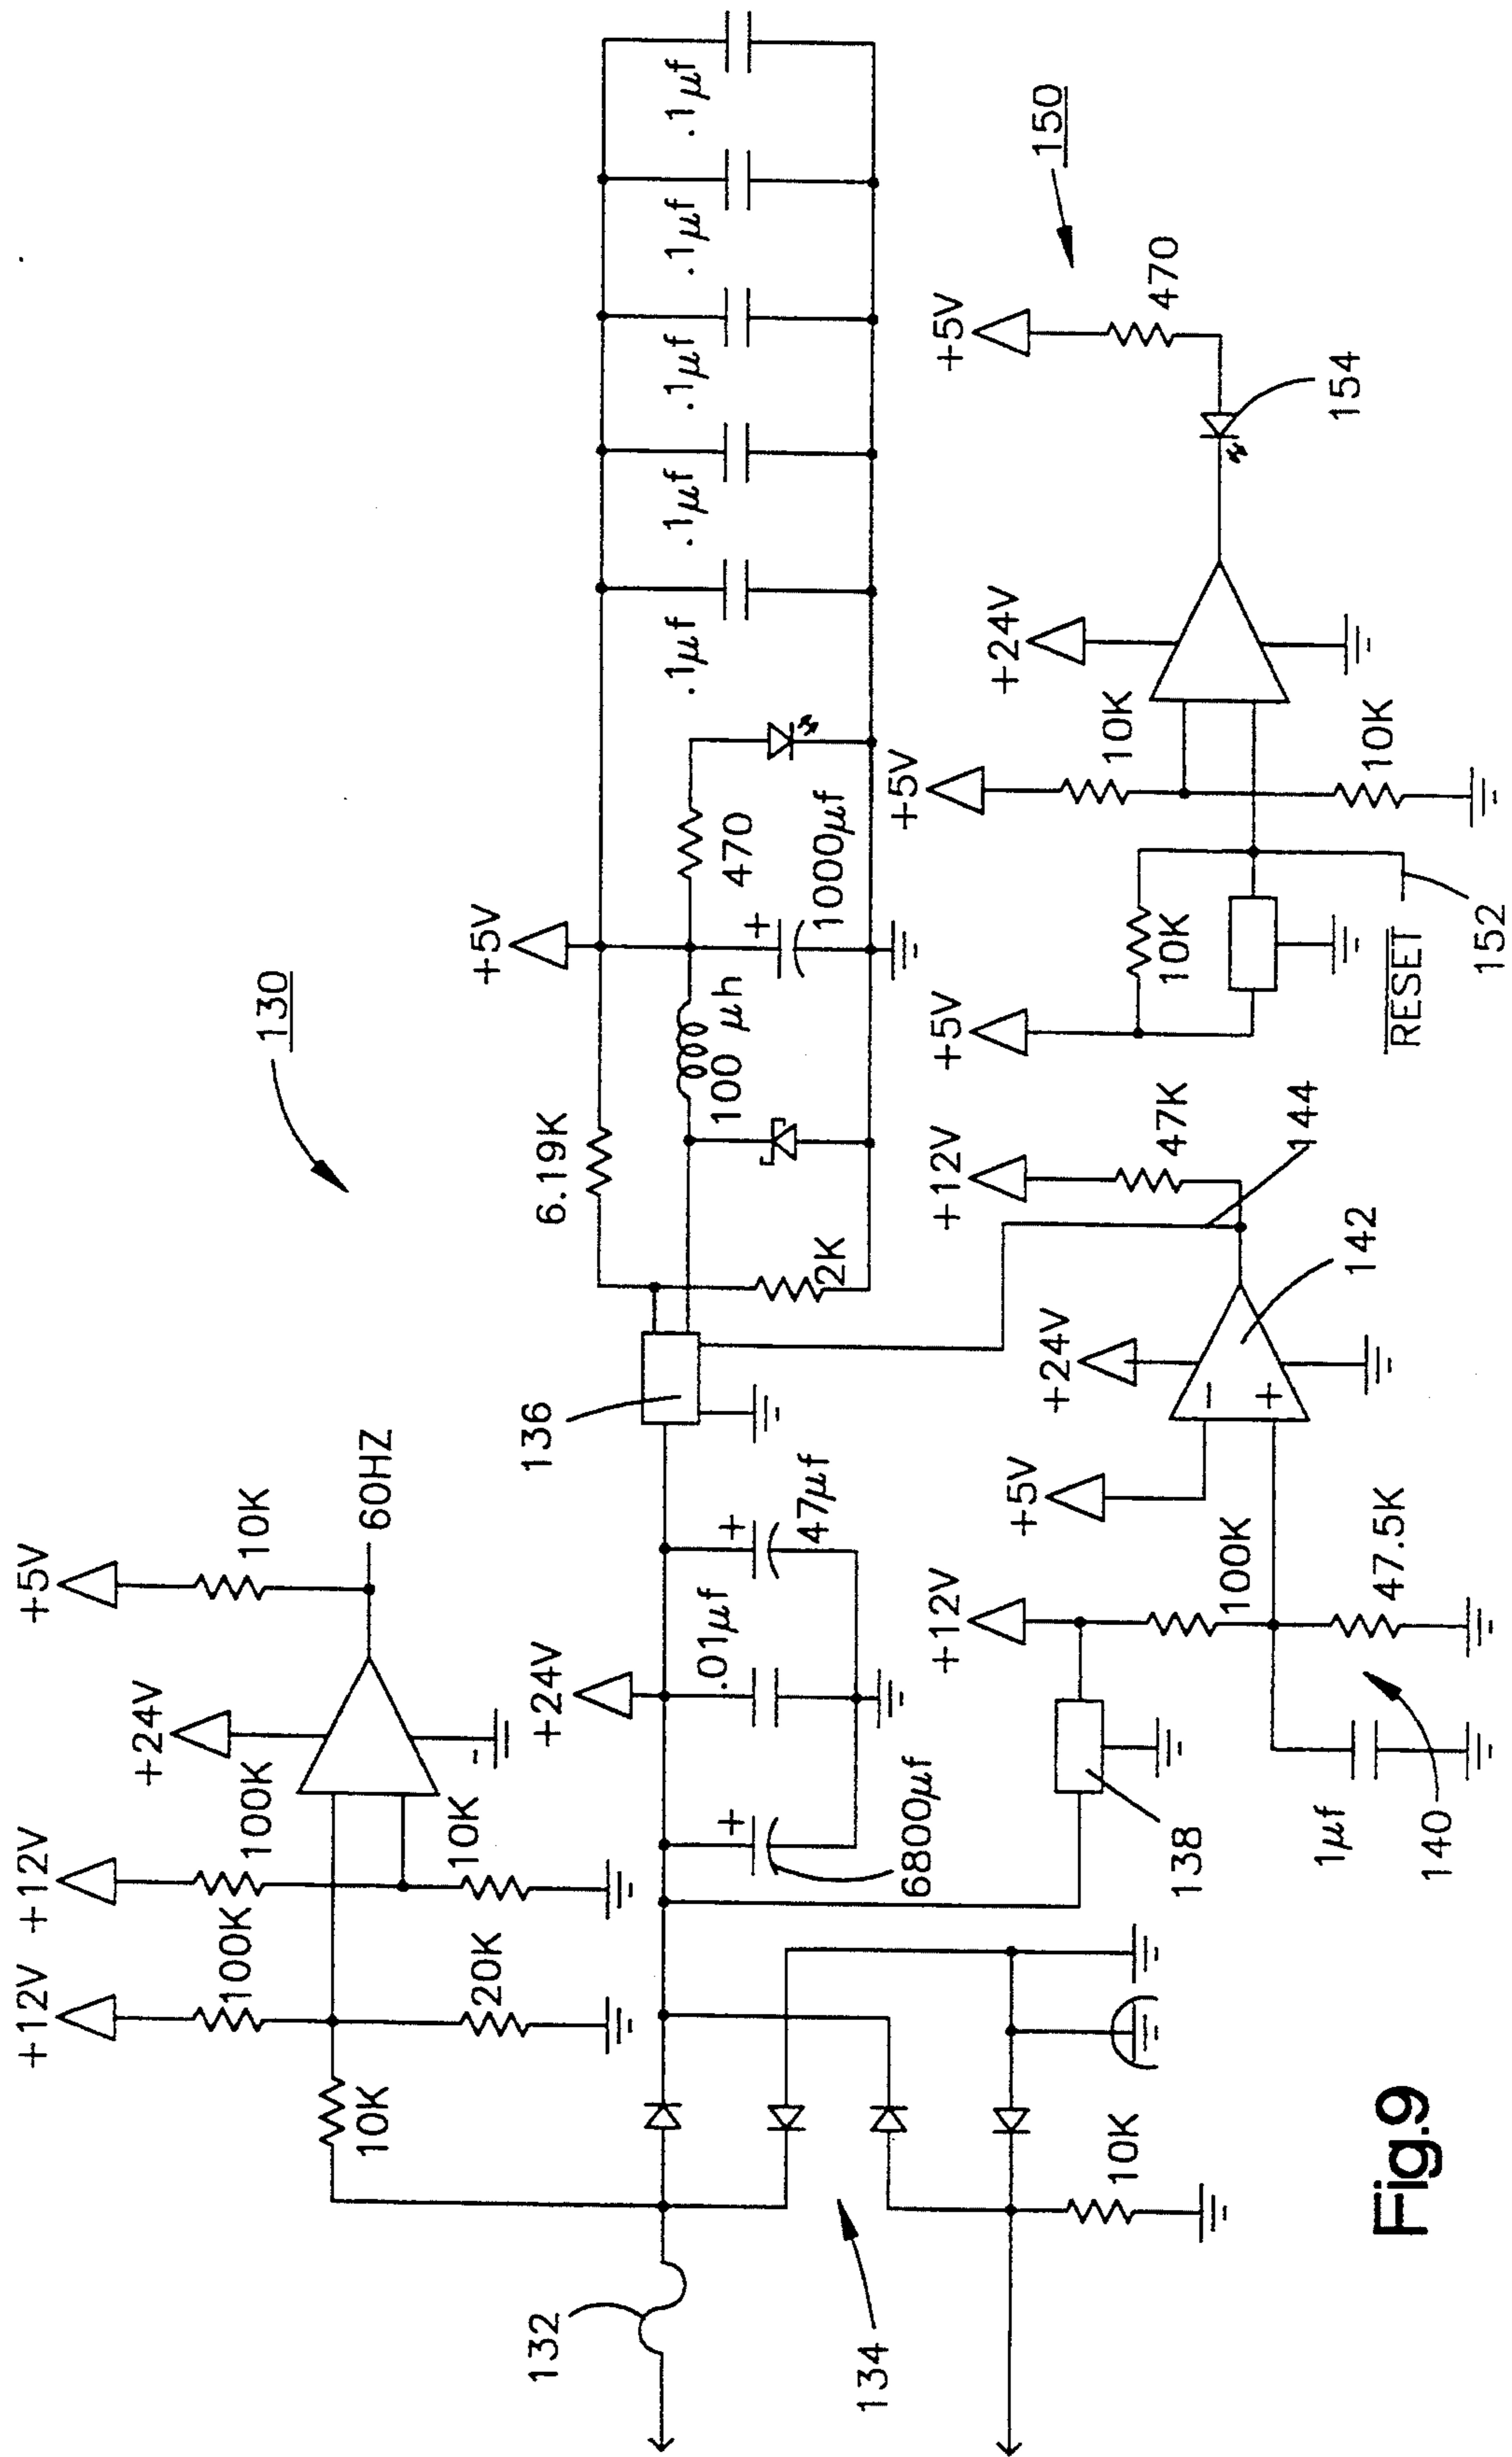 130
+12V
+12V
+24V
+5V
100K
100K
10K
60HZ
10K
20K
10K
132
134
10K
+24V
6800µf
.01µf
47µf
136
6.19K
2K
+5V
100 µh
1000µf
470
.1µf
.1µf
.1µf
.1µf
.1µf
138
+12V
100K
47.5K
1µf
140
+5V
+24V
142
+12V
47K
144
150
+5V
10K
RESET
152
+5V
10K
10K
+24V
154
+5V
470
Fig.9